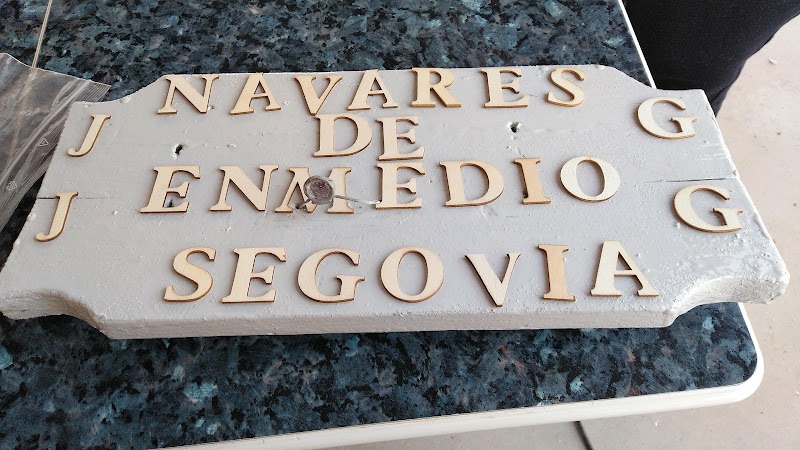 NAVARES
J DE G
ENMEDIO
J G
SEGOVIA